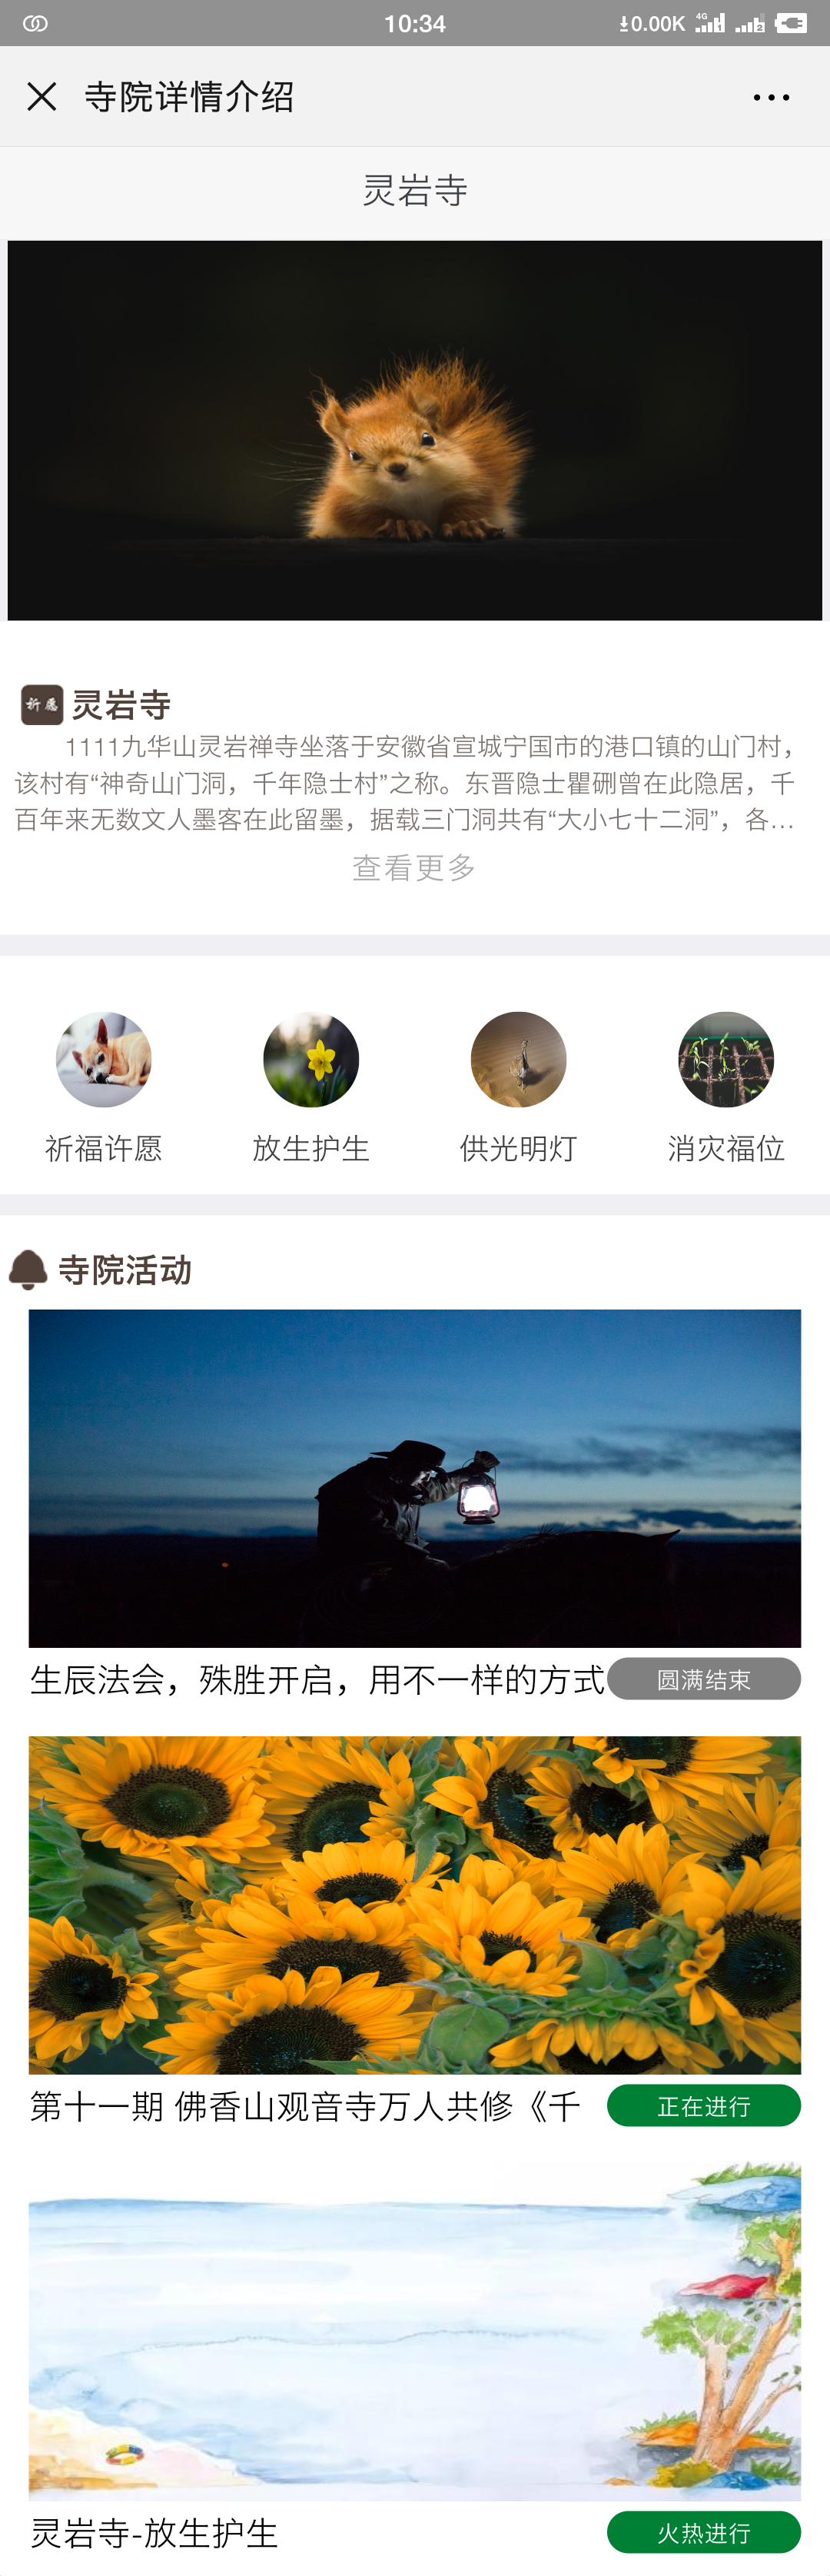 10:34
0.00K 4G 2
寺院详情介绍
灵岩寺
祈愿 灵岩寺
1111九华山灵岩禅寺坐落于安徽省宣城宁国市的港口镇的山门村，
该村有“神奇山门洞，千年隐士村”之称。东晋隐士瞿硎曾在此隐居，千
百年来无数文人墨客在此留墨，据载三门洞共有“大小七十二洞”，各...
查看更多
祈福许愿 放生护生 供光明灯 消灾福位
寺院活动
生辰法会，殊胜开启，用不一样的方式 圆满结束
第十一期 佛香山观音寺万人共修《千 正在进行
灵岩寺-放生护生 火热进行